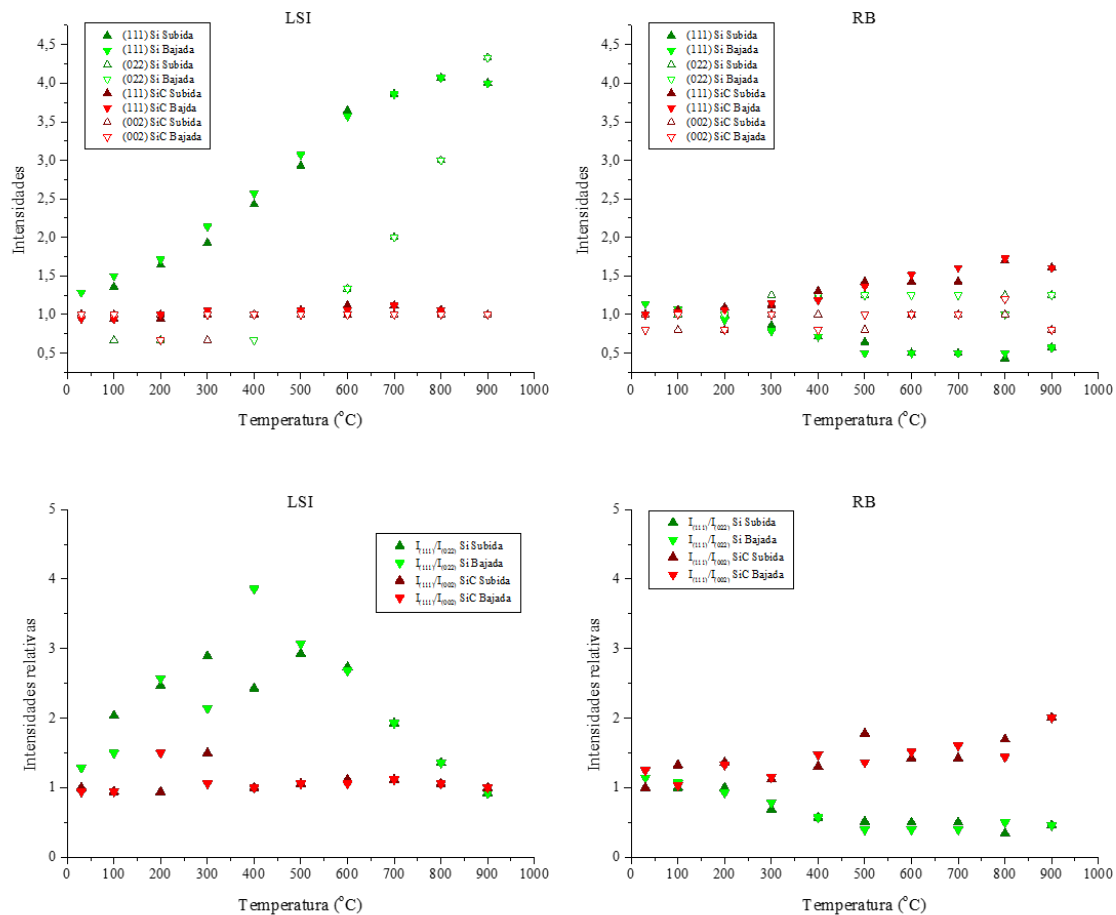 LSI
(111) Si Subida
(111) Si Bajada
(022) Si Subida
(022) Si Bajada
(111) SiC Subida
(111) SiC Bajda
(002) SiC Subida
(002) SiC Bajada
Intensidades
4,5
4,0
3,5
3,0
2,5
2,0
1,5
1,0
0,5
0 100 200 300 400 500 600 700 800 900 1000
Temperatura (°C)
RB
(111) Si Subida
(111) Si Bajada
(022) Si Subida
(022) Si Bajada
(111) SiC Subida
(111) SiC Bajada
(002) SiC Subida
(002) SiC Bajada
Intensidades
4,5
4,0
3,5
3,0
2,5
2,0
1,5
1,0
0,5
0 100 200 300 400 500 600 700 800 900 1000
Temperatura (°C)
LSI
I(111)/I(022) Si Subida
I(111)/I(022) Si Bajada
I(111)/I(002) SiC Subida
I(111)/I(002) SiC Bajada
Intensidades relativas
5
4
3
2
1
0
0 100 200 300 400 500 600 700 800 900 1000
Temperatura (°C)
RB
I(111)/I(022) Si Subida
I(111)/I(022) Si Bajada
I(111)/I(002) SiC Subida
I(111)/I(002) SiC Bajada
Intensidades relativas
5
4
3
2
1
0
0 100 200 300 400 500 600 700 800 900 1000
Temperatura (°C)